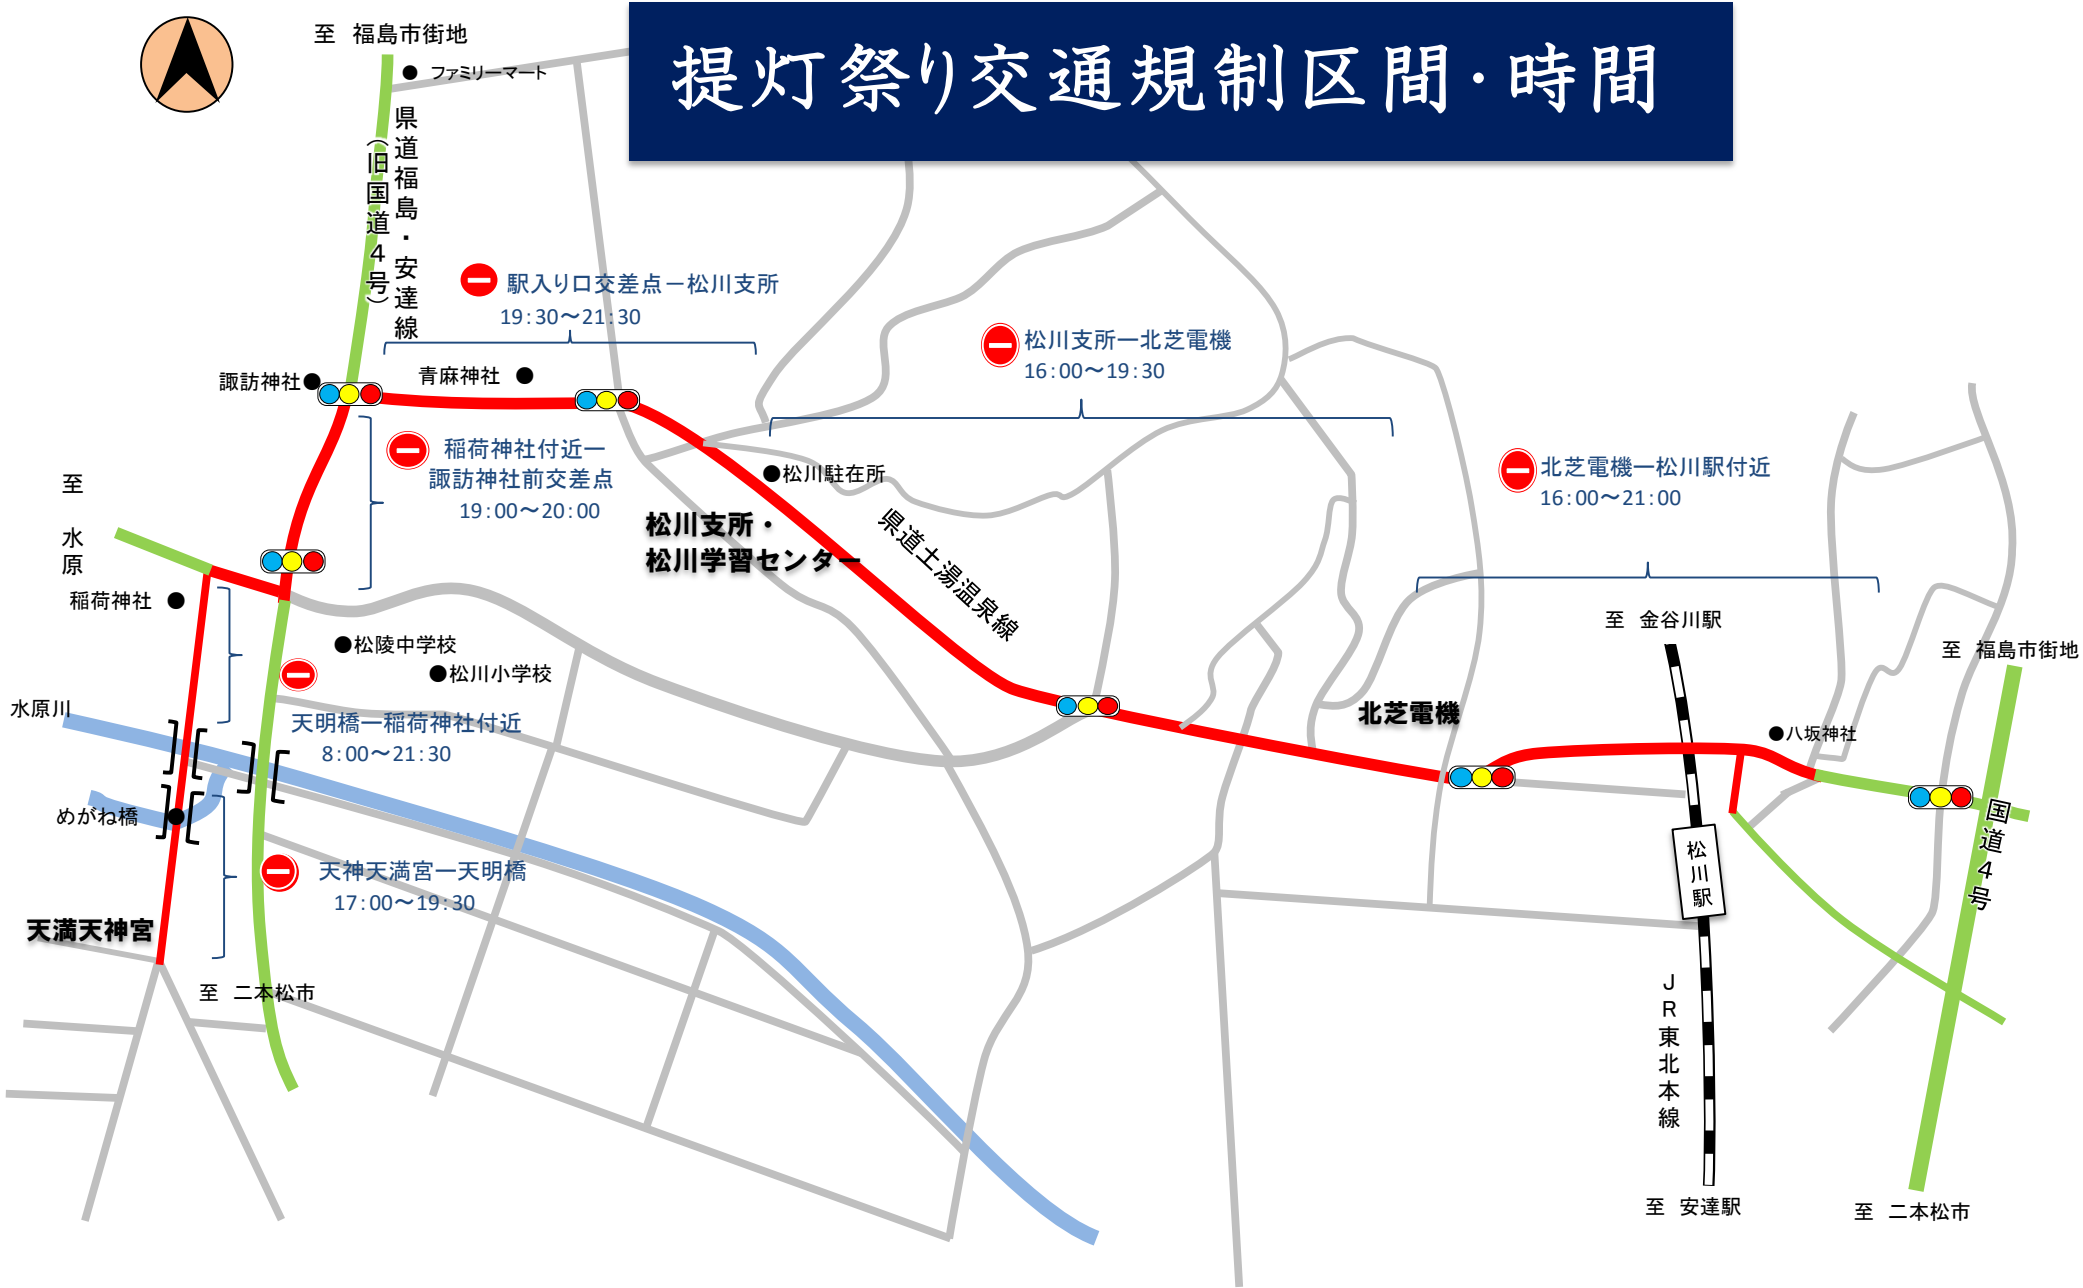 提灯祭り交通規制区間・時間
至　福島市街地
ファミリーマート
県道福島・安達線
（旧国道４号）
駅入り口交差点－松川支所
19:30～21:30
松川支所ー北芝電機
16:00～19:30
諏訪神社
青麻神社
稲荷神社付近ー
諏訪神社前交差点
19:00～20:00
松川駐在所
北芝電機ー松川駅付近
16:00～21:00
至　水原
松川支所・
松川学習センター
県道土湯温泉線
稲荷神社
松陵中学校
松川小学校
至　金谷川駅
至　福島市街地
水原川
天明橋ー稲荷神社付近
8:00～21:30
北芝電機
八坂神社
めがね橋
国道４号
天神天満宮ー天明橋
17:00～19:30
松川駅
天満天神宮
至　二本松市
ＪＲ東北本線
至　安達駅
至　二本松市